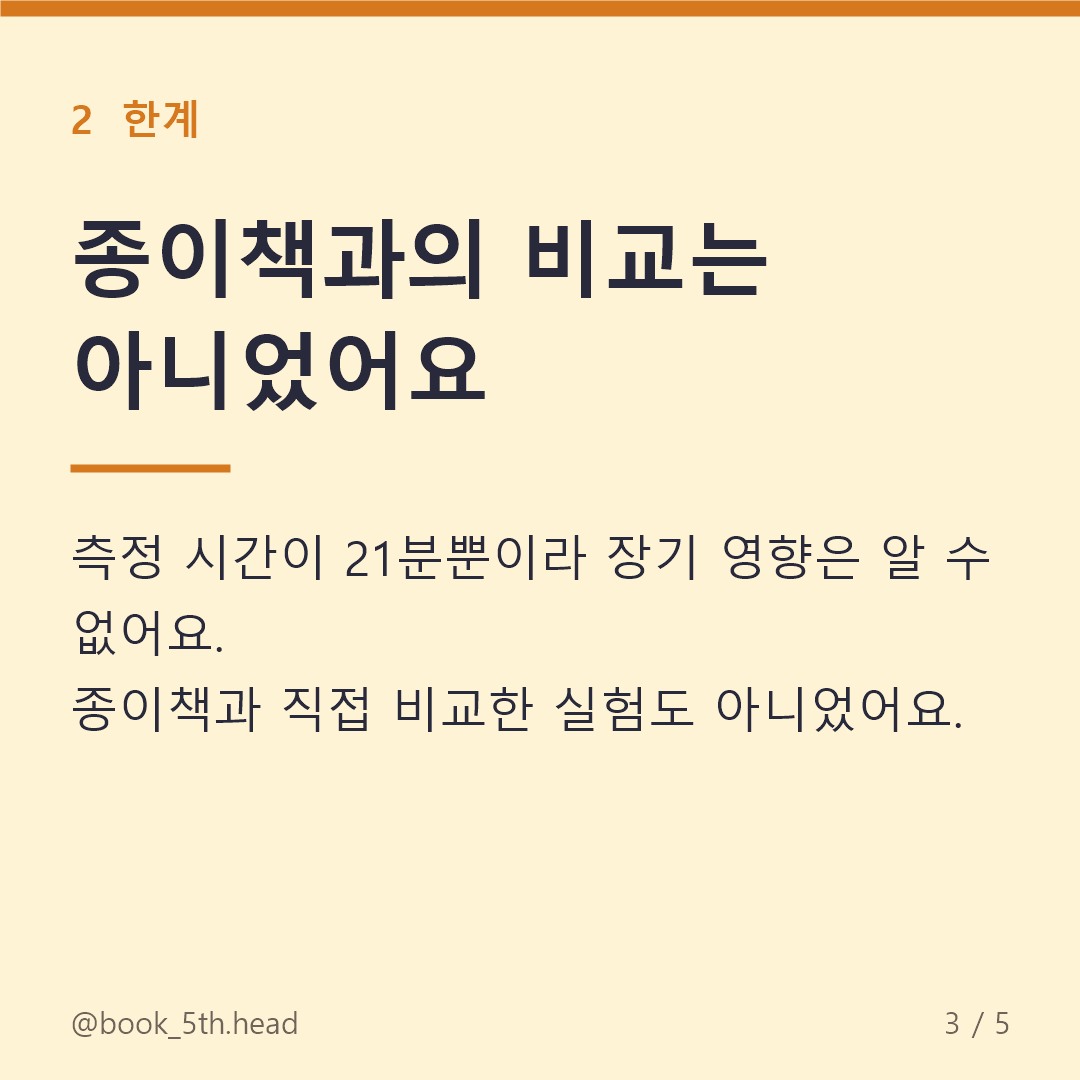 2 한계
종이책과의 비교는
아니었어요
측정 시간이 21분뿐이라 장기 영향은 알 수
없어요.
종이책과 직접 비교한 실험도 아니었어요.
@book_5th.head
3 / 5